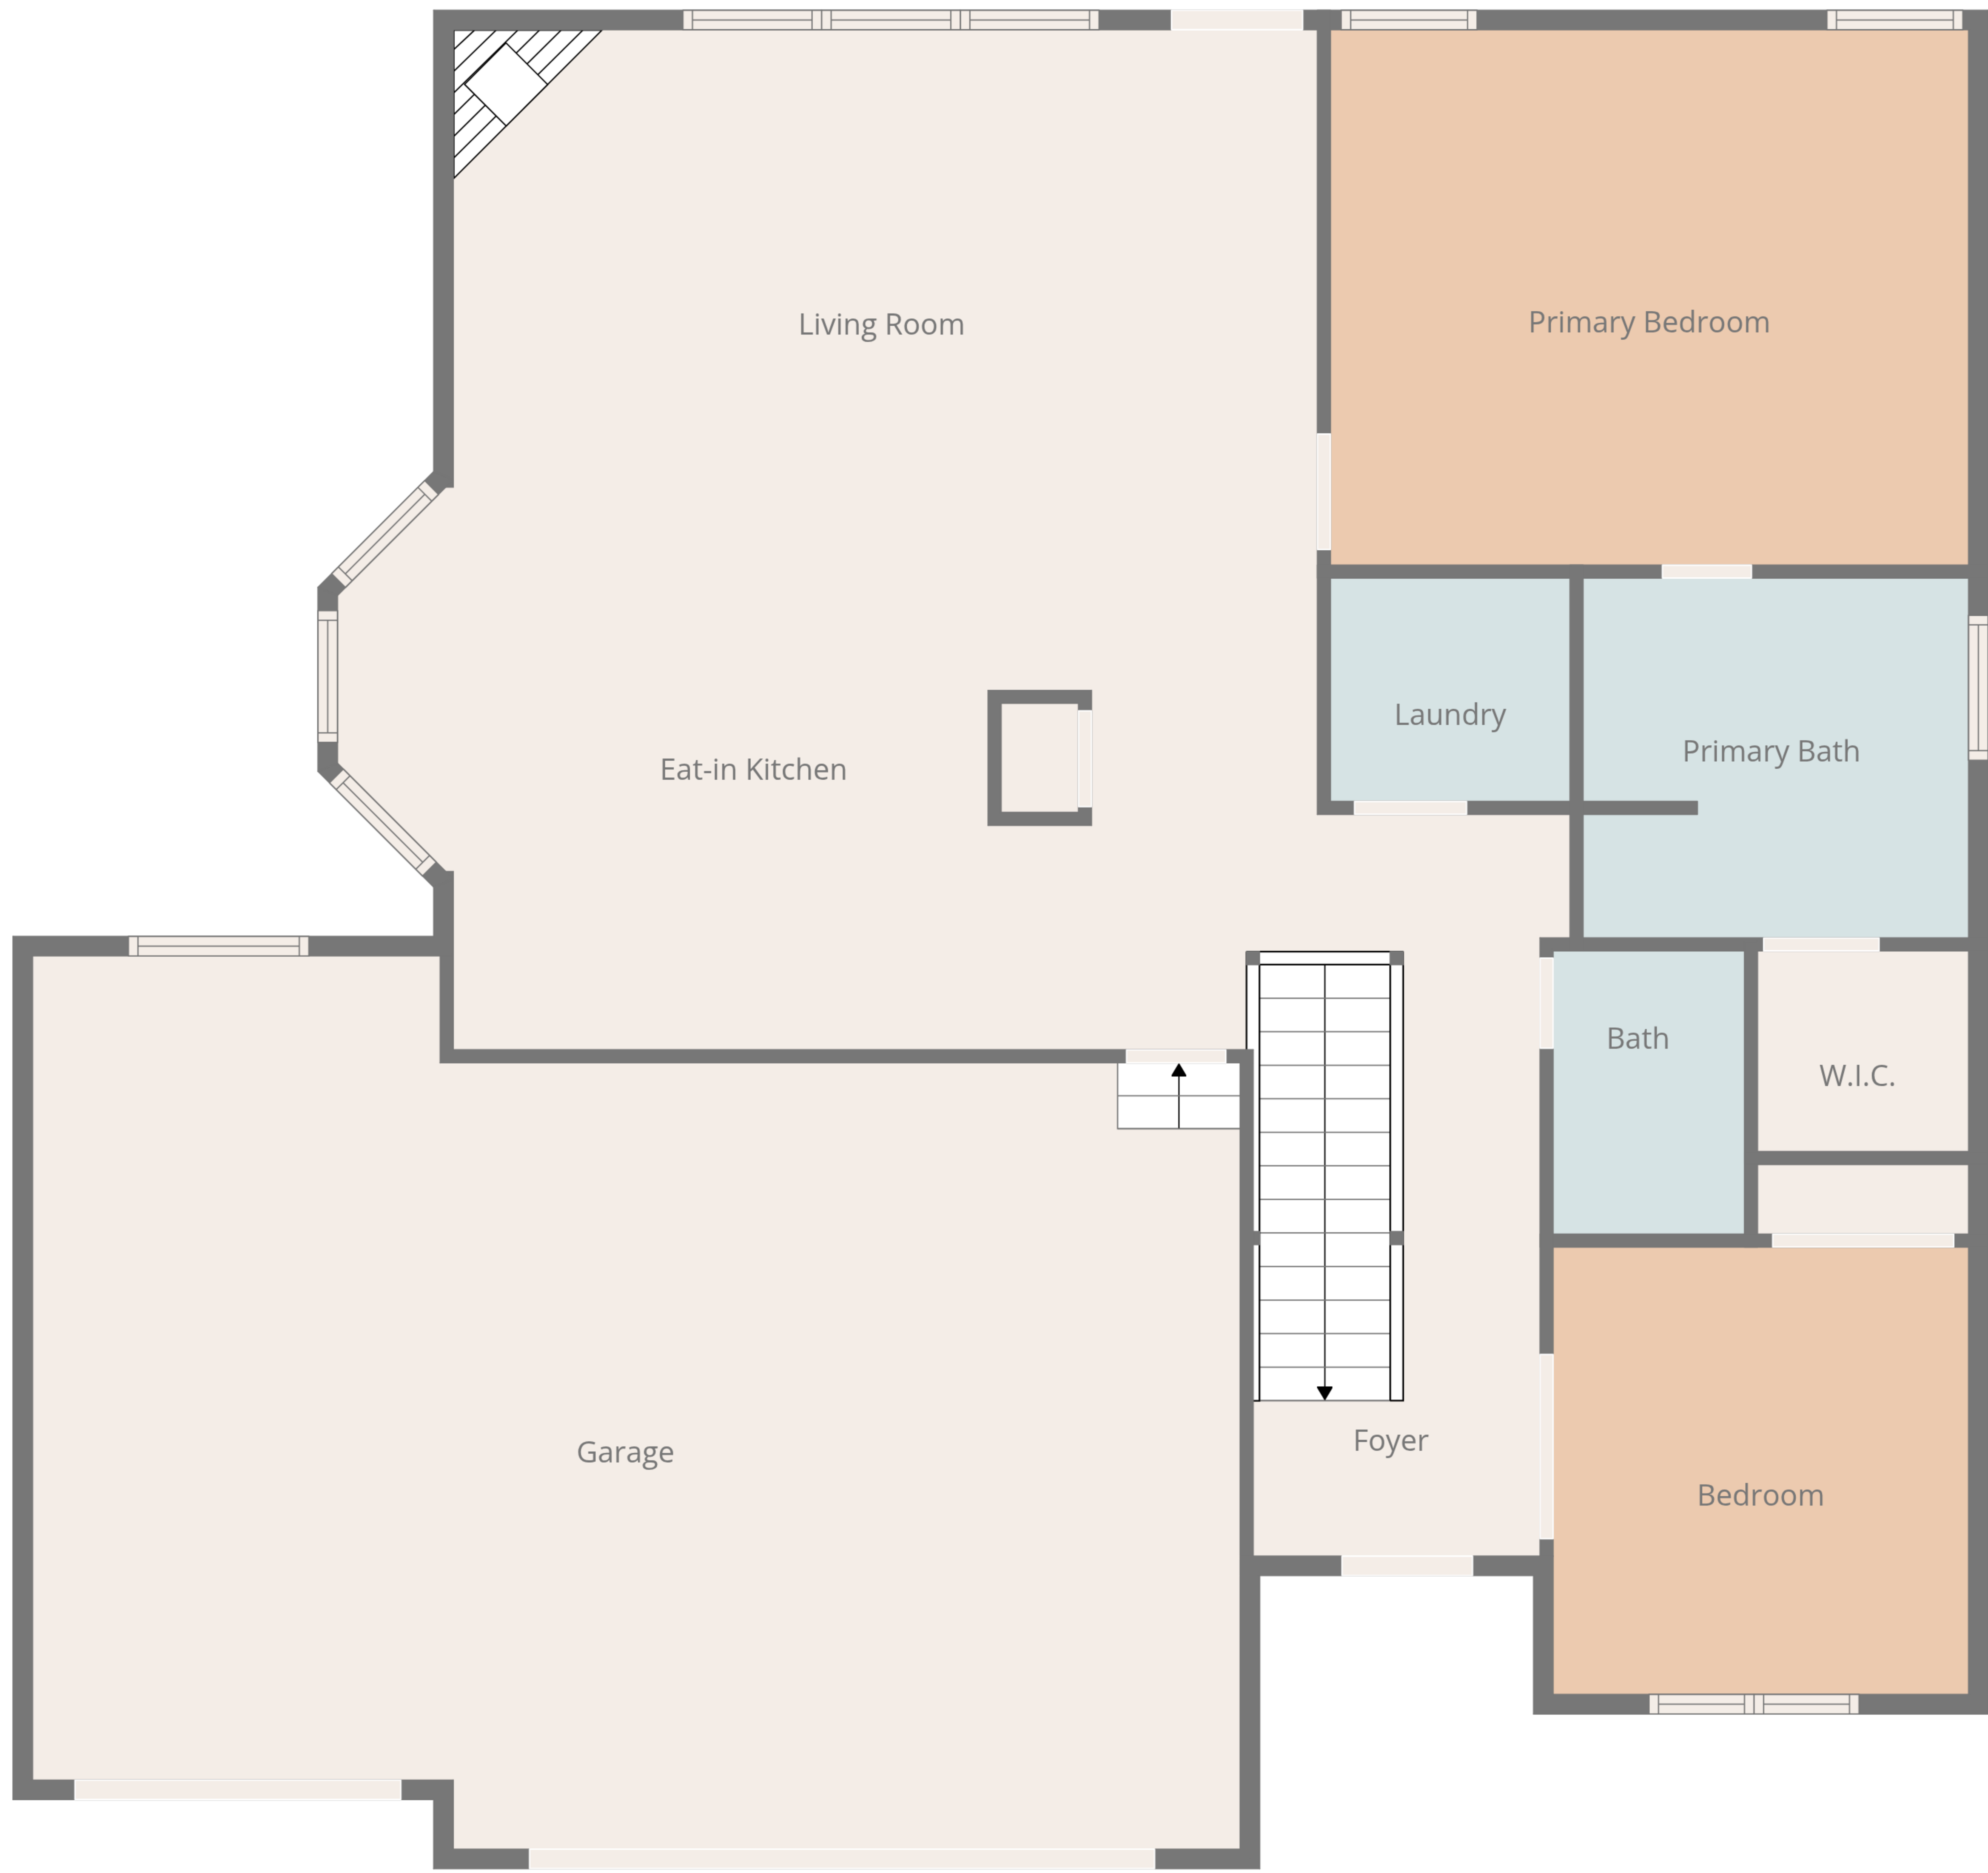 Living Room
Primary Bedroom
Laundry
Primary Bath
Eat-in Kitchen
Bath
W.I.C.
Foyer
Garage
Bedroom